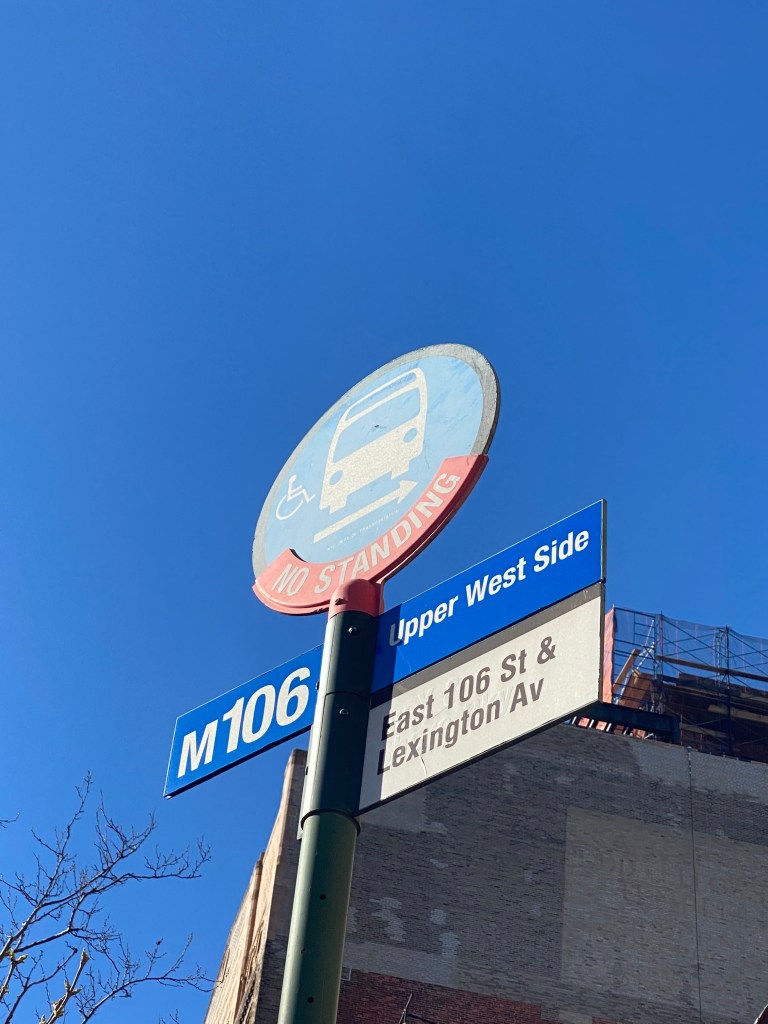 NO STANDING
M106
Upper West Side
East 106 St &
Lexington Av